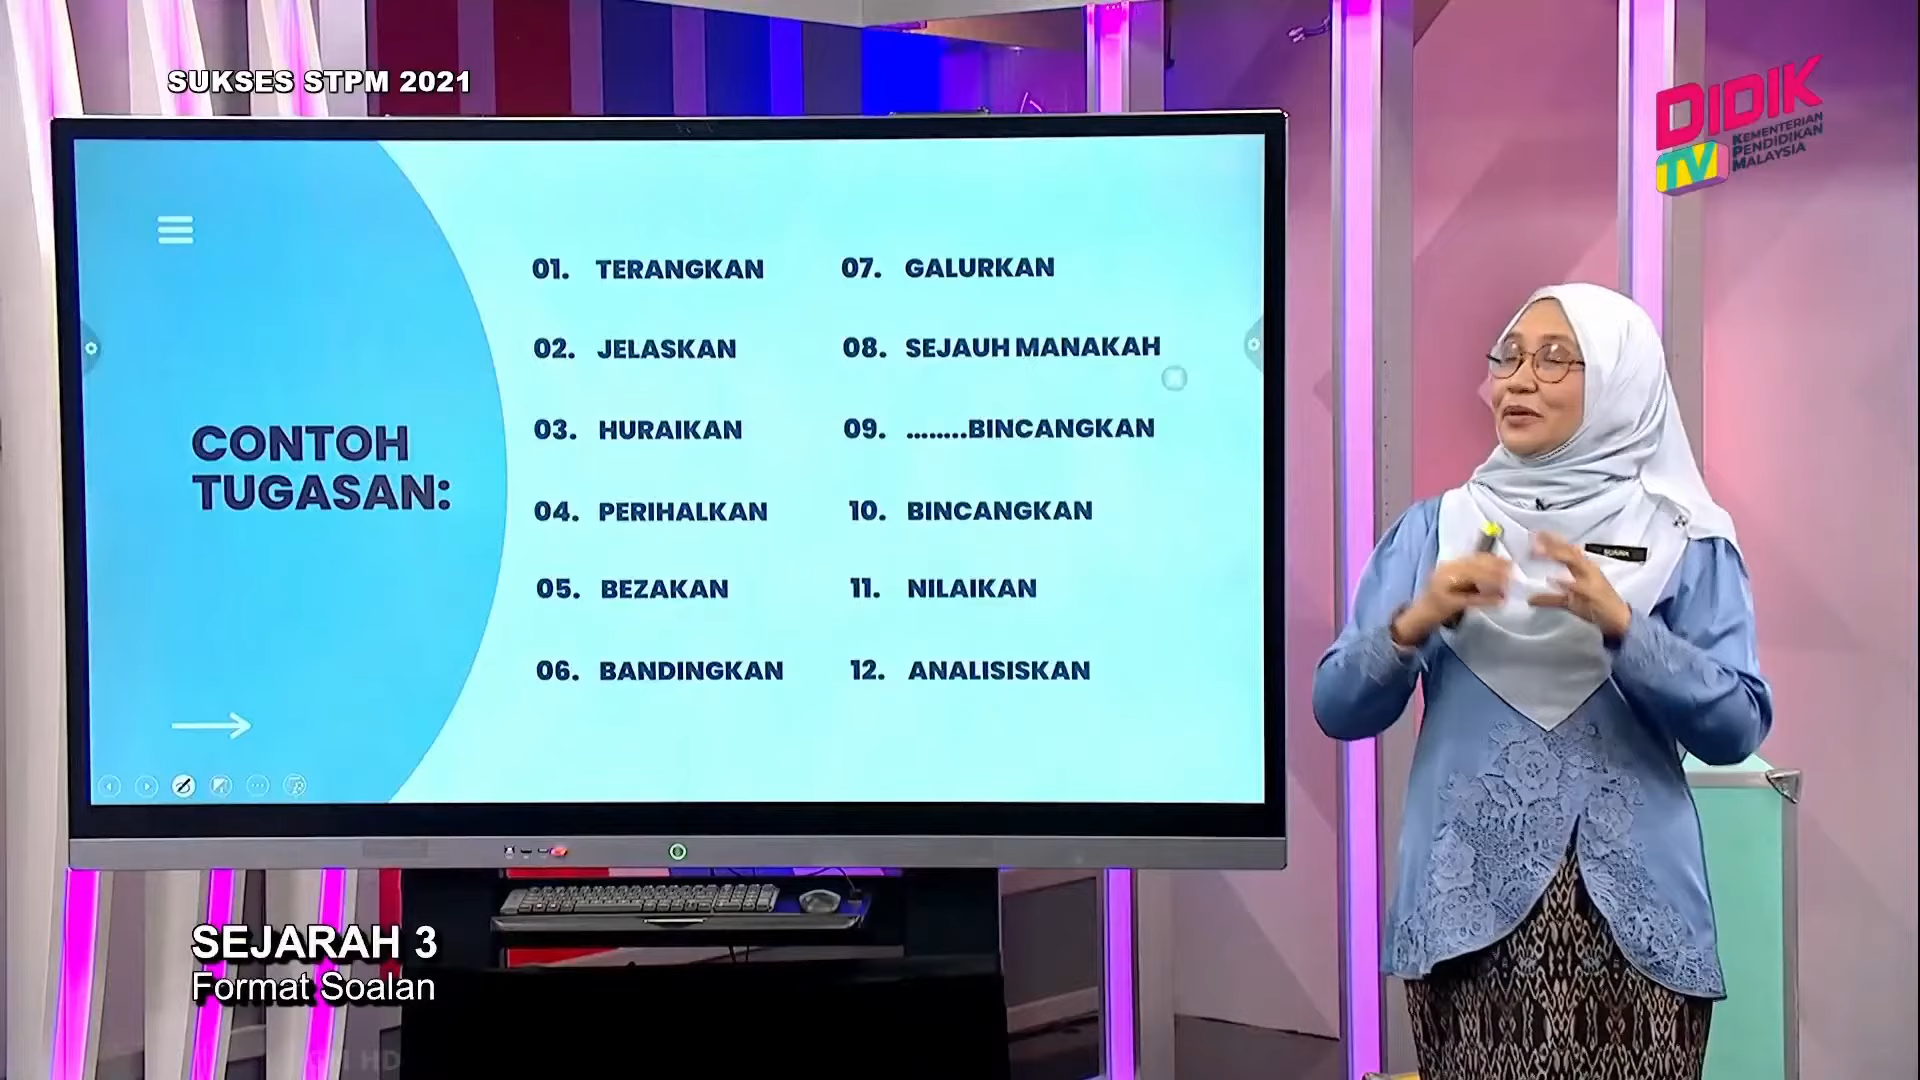 SUKSES STPM 2021
DIDIK
TV
KEMENTERIAN
PENDIDIKAN
MALAYSIA
CONTOH
TUGASAN:
01. TERANGKAN
02. JELASKAN
03. HURAIKAN
04. PERIHALKAN
05. BEZAKAN
06. BANDINGKAN
07. GALURKAN
08. SEJAUH MANAKAH
09. ........BINCANGKAN
10. BINCANGKAN
11. NILAIKAN
12. ANALISISKAN
SEJARAH 3
Format Soalan